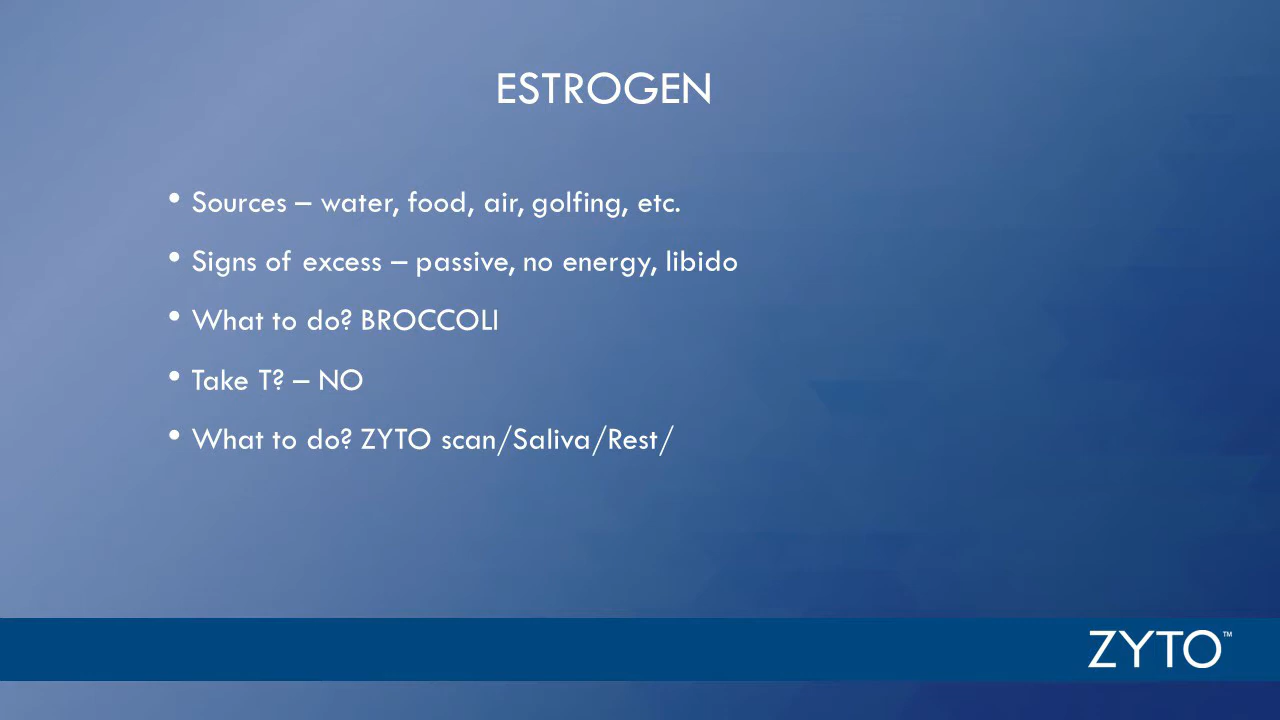 ESTROGEN
• Sources – water, food, air, golfing, etc.
• Signs of excess – passive, no energy, libido
• What to do? BROCCOLI
• Take T? – NO
• What to do? ZYTO scan/Saliva/Rest/
ZYTO™